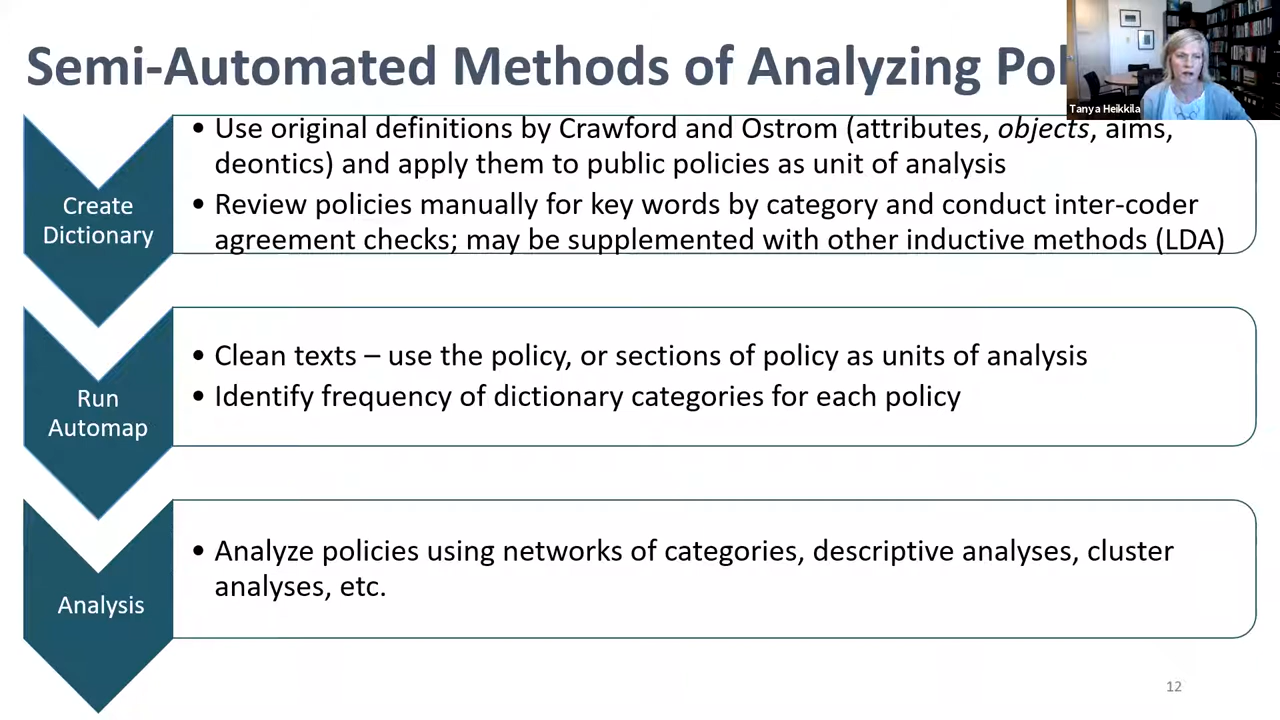 Semi-Automated Methods of Analyzing
Tanya Heikkila
• Use original definitions by Crawford and Ostrom (attributes, objects, aims,
deontics) and apply them to public policies as unit of analysis
Create
Dictionary
• Review policies manually for key words by category and conduct inter-coder
agreement checks; may be supplemented with other inductive methods (LDA)
Run
Automap
• Clean texts – use the policy, or sections of policy as units of analysis
• Identify frequency of dictionary categories for each policy
Analysis
• Analyze policies using networks of categories, descriptive analyses, cluster
analyses, etc.
12